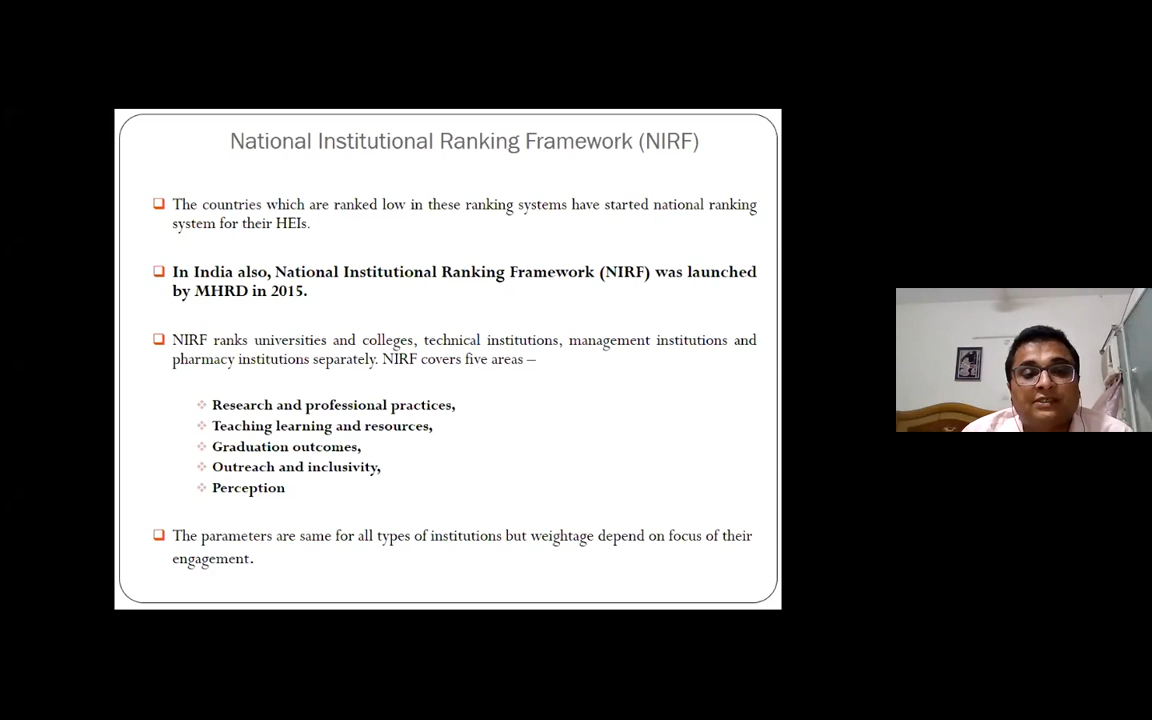 National Institutional Ranking Framework (NIRF)
The countries which are ranked low in these ranking systems have started national ranking
system for their HEIs.
In India also, National Institutional Ranking Framework (NIRF) was launched
by MHRD in 2015.
NIRF ranks universities and colleges, technical institutions, management institutions and
pharmacy institutions separately. NIRF covers five areas –
Research and professional practices,
Teaching learning and resources,
Graduation outcomes,
Outreach and inclusivity,
Perception
The parameters are same for all types of institutions but weightage depend on focus of their
engagement.